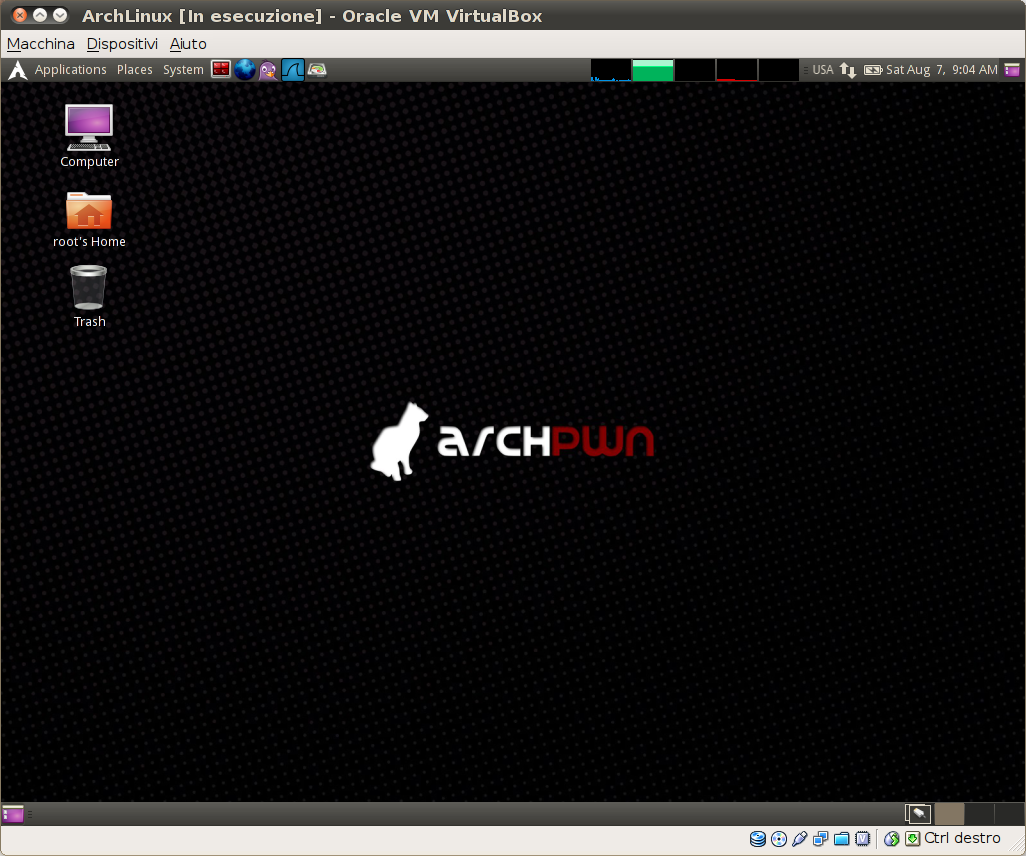 ArchLinux [In esecuzione] - Oracle VM VirtualBox
Macchina Dispositivi Aiuto
Applications Places System USA Sat Aug 7, 9:04 AM
Computer
root's Home
Trash
archpwn
Ctrl destro